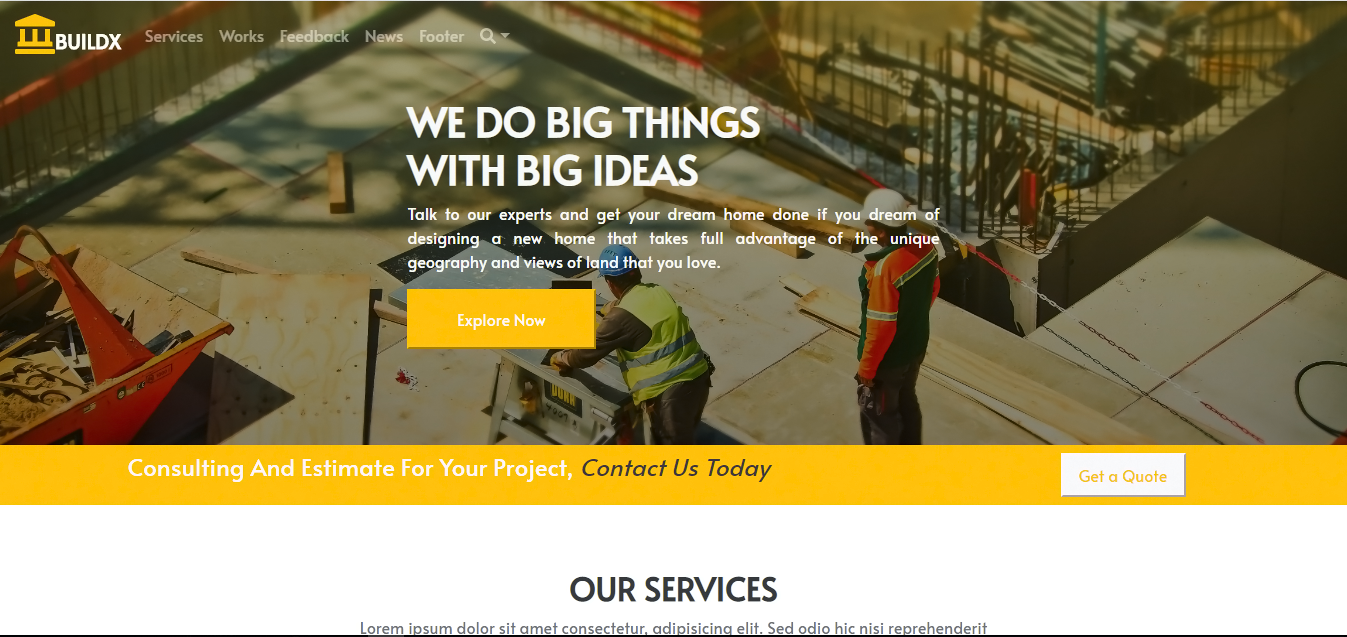 BUILDX Services Works Feedback News Footer
WE DO BIG THINGS
WITH BIG IDEAS
Talk to our experts and get your dream home done if you dream of
designing a new home that takes full advantage of the unique
geography and views of land that you love.
Explore Now
Consulting And Estimate For Your Project, Contact Us Today
Get a Quote
OUR SERVICES
Lorem ipsum dolor sit amet consectetur, adipisicing elit. Sed odio hic nisi reprehenderit